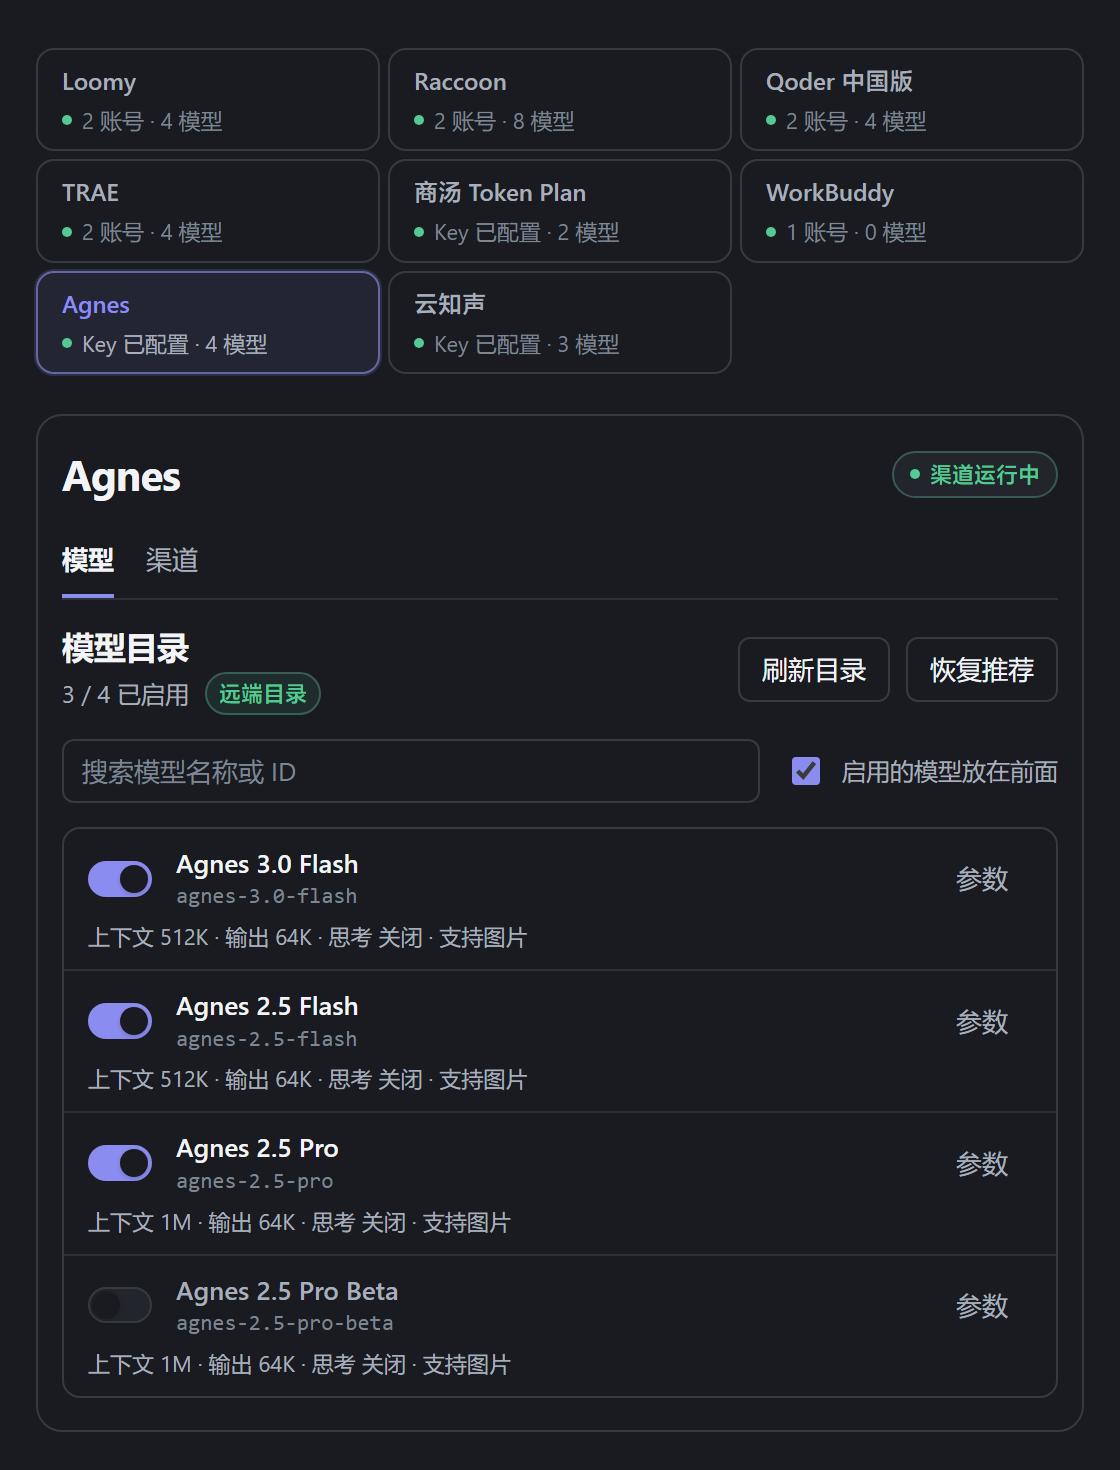 Loomy
2 账号 · 4 模型
Raccoon
2 账号 · 8 模型
Qoder 中国版
2 账号 · 4 模型
TRAE
2 账号 · 4 模型
商汤 Token Plan
Key 已配置 · 2 模型
WorkBuddy
1 账号 · 0 模型
Agnes
Key 已配置 · 4 模型
云知声
Key 已配置 · 3 模型
Agnes
渠道运行中
模型
渠道
模型目录
3 / 4 已启用
远端目录
刷新目录
恢复推荐
搜索模型名称或 ID
启用的模型放在前面
Agnes 3.0 Flash
agnes-3.0-flash
参数
上下文 512K · 输出 64K · 思考 关闭 · 支持图片
Agnes 2.5 Flash
agnes-2.5-flash
参数
上下文 512K · 输出 64K · 思考 关闭 · 支持图片
Agnes 2.5 Pro
agnes-2.5-pro
参数
上下文 1M · 输出 64K · 思考 关闭 · 支持图片
Agnes 2.5 Pro Beta
agnes-2.5-pro-beta
参数
上下文 1M · 输出 64K · 思考 关闭 · 支持图片